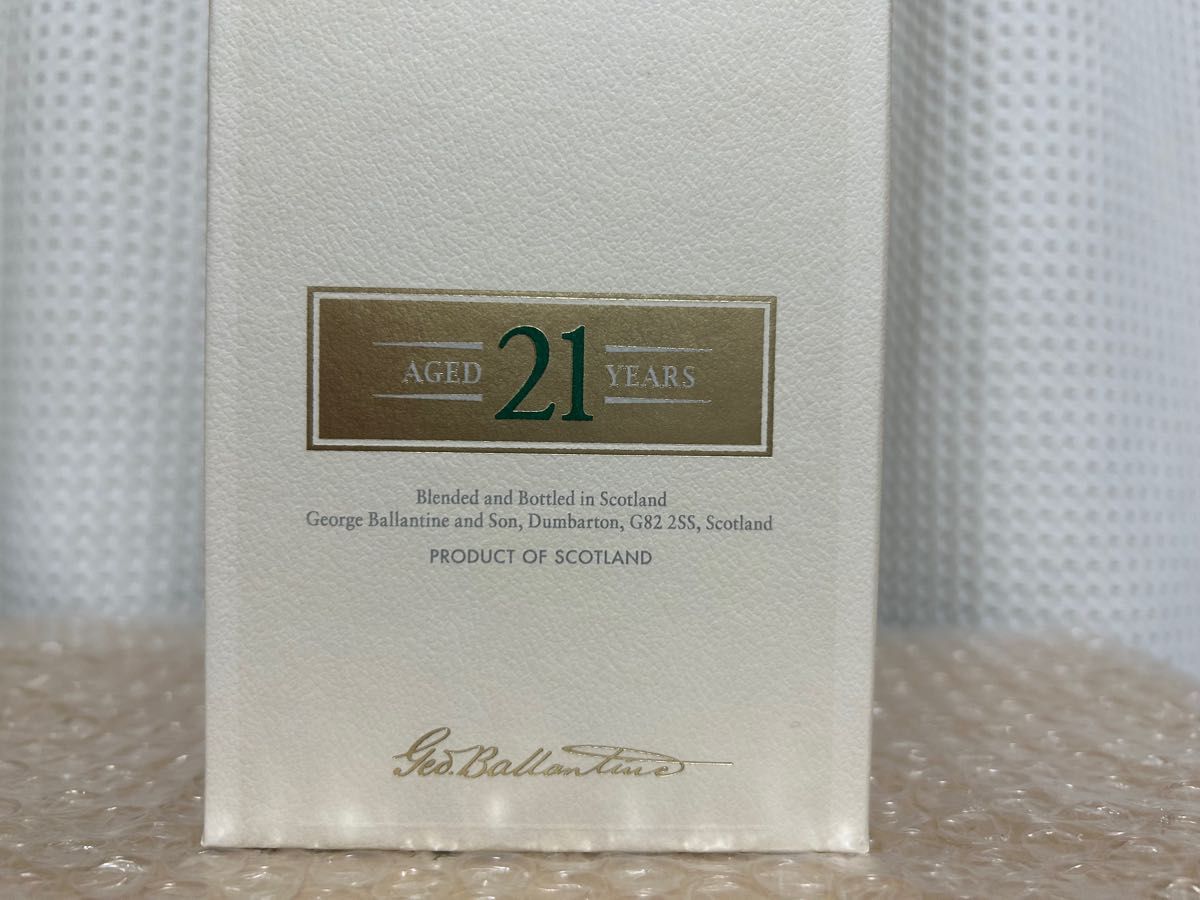 AGED 21 YEARS
Blended and Bottled in Scotland
George Ballantine and Son, Dumbarton, G82 2SS, Scotland
PRODUCT OF SCOTLAND
Geo. Ballantine